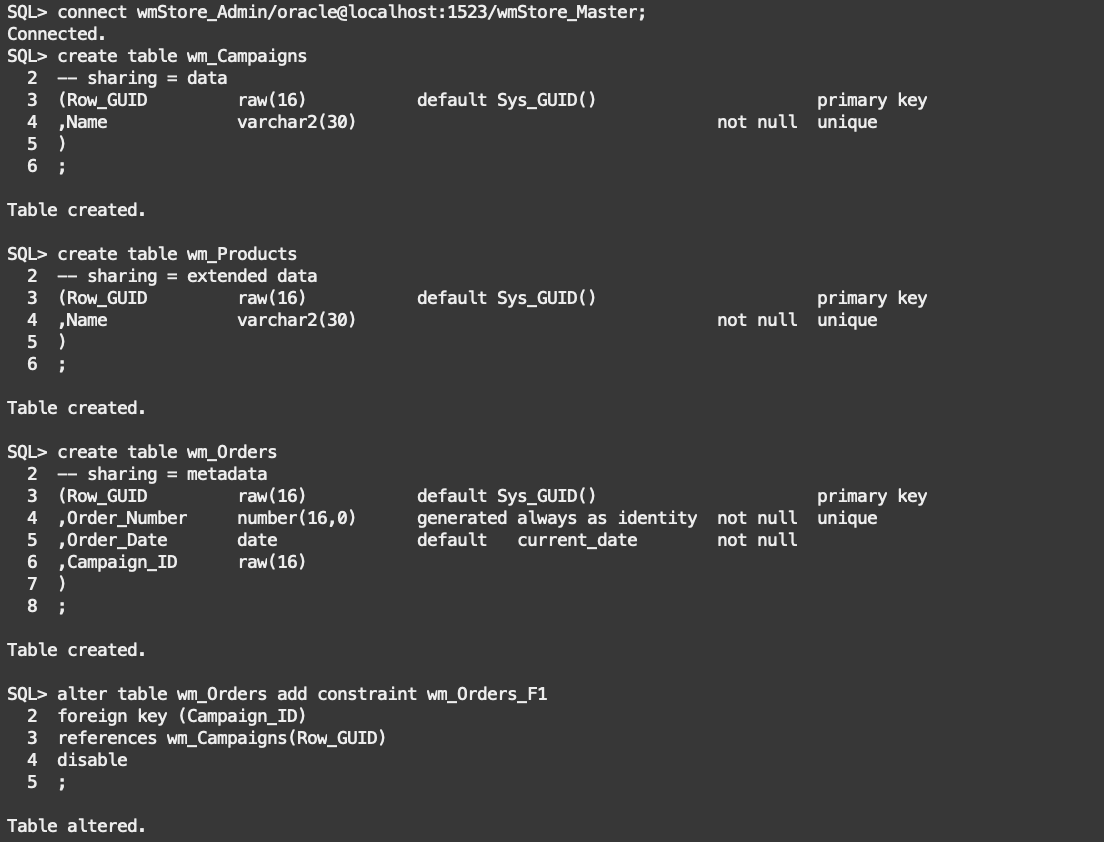 SQL> connect wmStore_Admin/oracle@localhost:1523/wmStore_Master;
Connected.
SQL> create table wm_Campaigns
  2  -- sharing = data
  3  (Row_GUID         raw(16)           default Sys_GUID()                      primary key
  4  ,Name             varchar2(30)                                    not null  unique
  5  )
  6  ;

Table created.

SQL> create table wm_Products
  2  -- sharing = extended data
  3  (Row_GUID         raw(16)           default Sys_GUID()                      primary key
  4  ,Name             varchar2(30)                                    not null  unique
  5  )
  6  ;

Table created.

SQL> create table wm_Orders
  2  -- sharing = metadata
  3  (Row_GUID         raw(16)           default Sys_GUID()                      primary key
  4  ,Order_Number     number(16,0)      generated always as identity  not null  unique
  5  ,Order_Date       date              default   current_date        not null
  6  ,Campaign_ID      raw(16)
  7  )
  8  ;

Table created.

SQL> alter table wm_Orders add constraint wm_Orders_F1
  2  foreign key (Campaign_ID)
  3  references wm_Campaigns(Row_GUID)
  4  disable
  5  ;

Table altered.